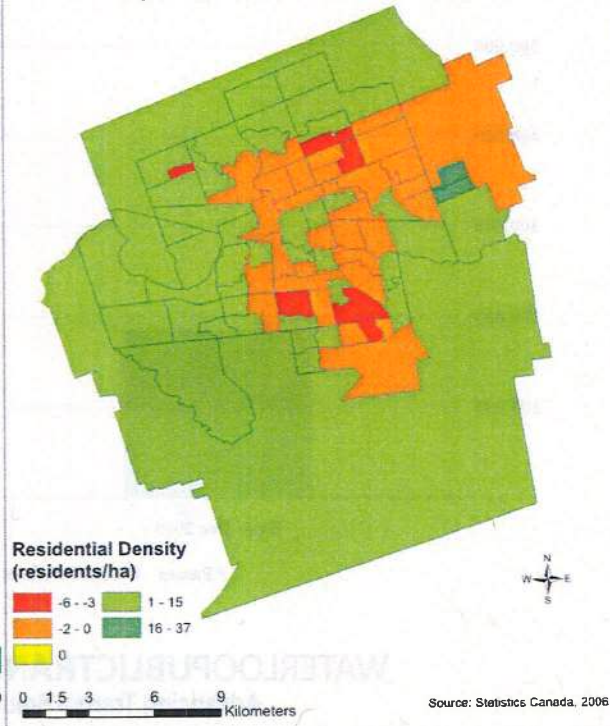 N
W E
S
Residential Density
(residents/ha)
-6 - -3 1 - 15
-2 - 0 16 - 37
0
0 1.5 3 6 9
Kilometers
Source: Statistics Canada, 2006
WATERLOOPUBLICTRAN